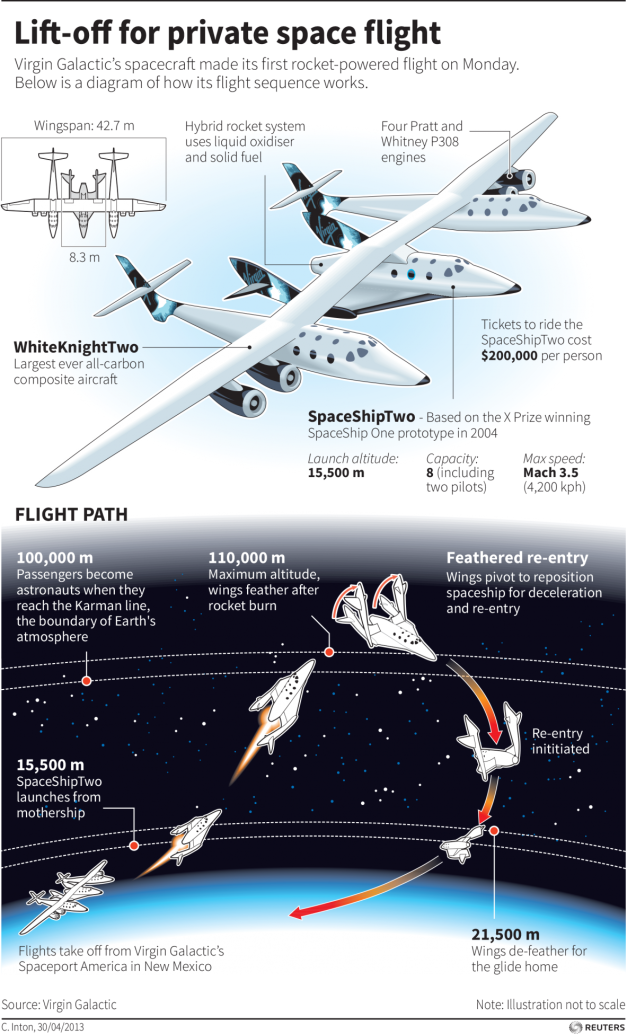 Lift-off for private space flight
Virgin Galactic's spacecraft made its first rocket-powered flight on Monday.
Below is a diagram of how its flight sequence works.
Wingspan: 42.7 m
8.3 m
Hybrid rocket system
uses liquid oxidiser
and solid fuel
Four Pratt and
Whitney P308
engines
WhiteKnightTwo
Largest ever all-carbon
composite aircraft
Tickets to ride the
SpaceShipTwo cost
$200,000 per person
SpaceShipTwo - Based on the X Prize winning
SpaceShip One prototype in 2004
Launch altitude:
15,500 m
Capacity:
8 (including
two pilots)
Max speed:
Mach 3.5
(4,200 kph)
FLIGHT PATH
100,000 m
Passengers become
astronauts when they
reach the Karman line,
the boundary of Earth's
atmosphere
110,000 m
Maximum altitude,
wings feather after
rocket burn
Feathered re-entry
Wings pivot to reposition
spaceship for deceleration
and re-entry
Re-entry
inititiated
15,500 m
SpaceShipTwo
launches from
mothership
21,500 m
Wings de-feather for
the glide home
Flights take off from Virgin Galactic's
Spaceport America in New Mexico
Source: Virgin Galactic
Note: Illustration not to scale
C. Inton, 30/04/2013
REUTERS